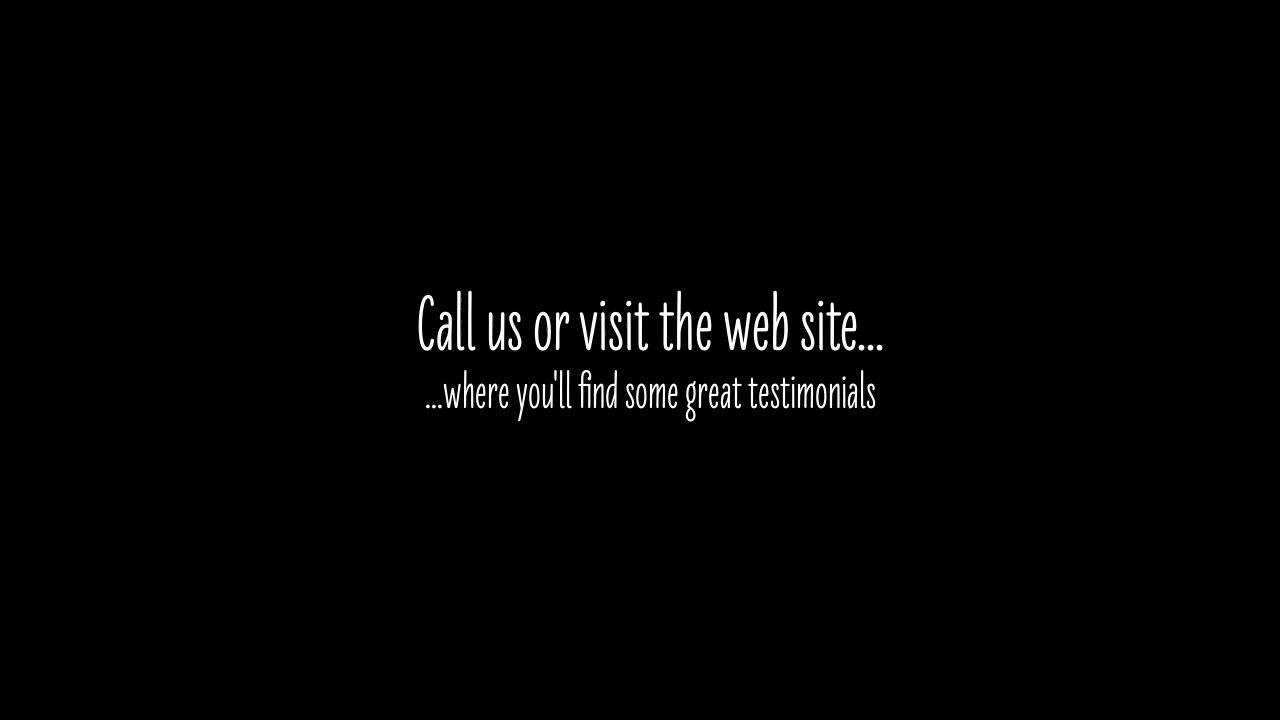 Call us or visit the web site...
...where you'll find some great testimonials